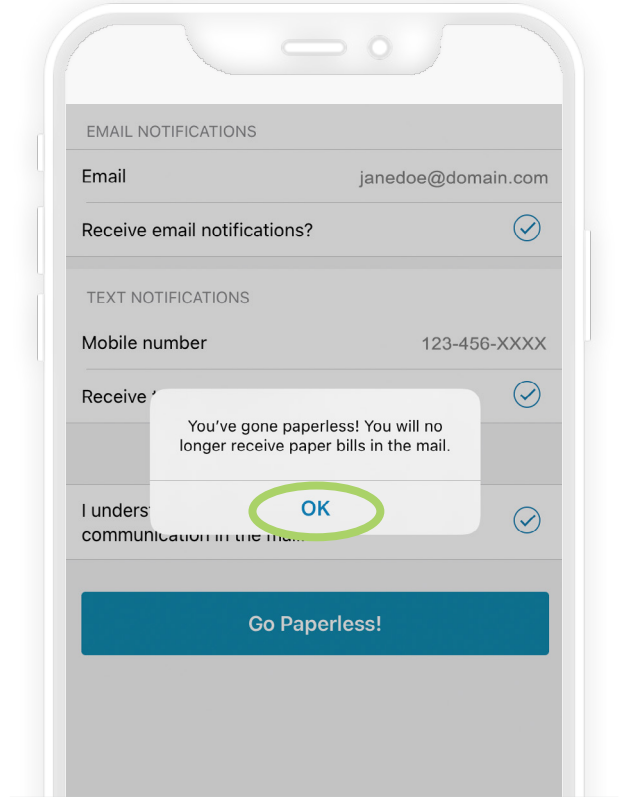 EMAIL NOTIFICATIONS
Email janedoe@domain.com
Receive email notifications?
TEXT NOTIFICATIONS
Mobile number 123-456-XXXX
Receive
You've gone paperless! You will no
longer receive paper bills in the mail.
OK
I
communication in the
Go Paperless!